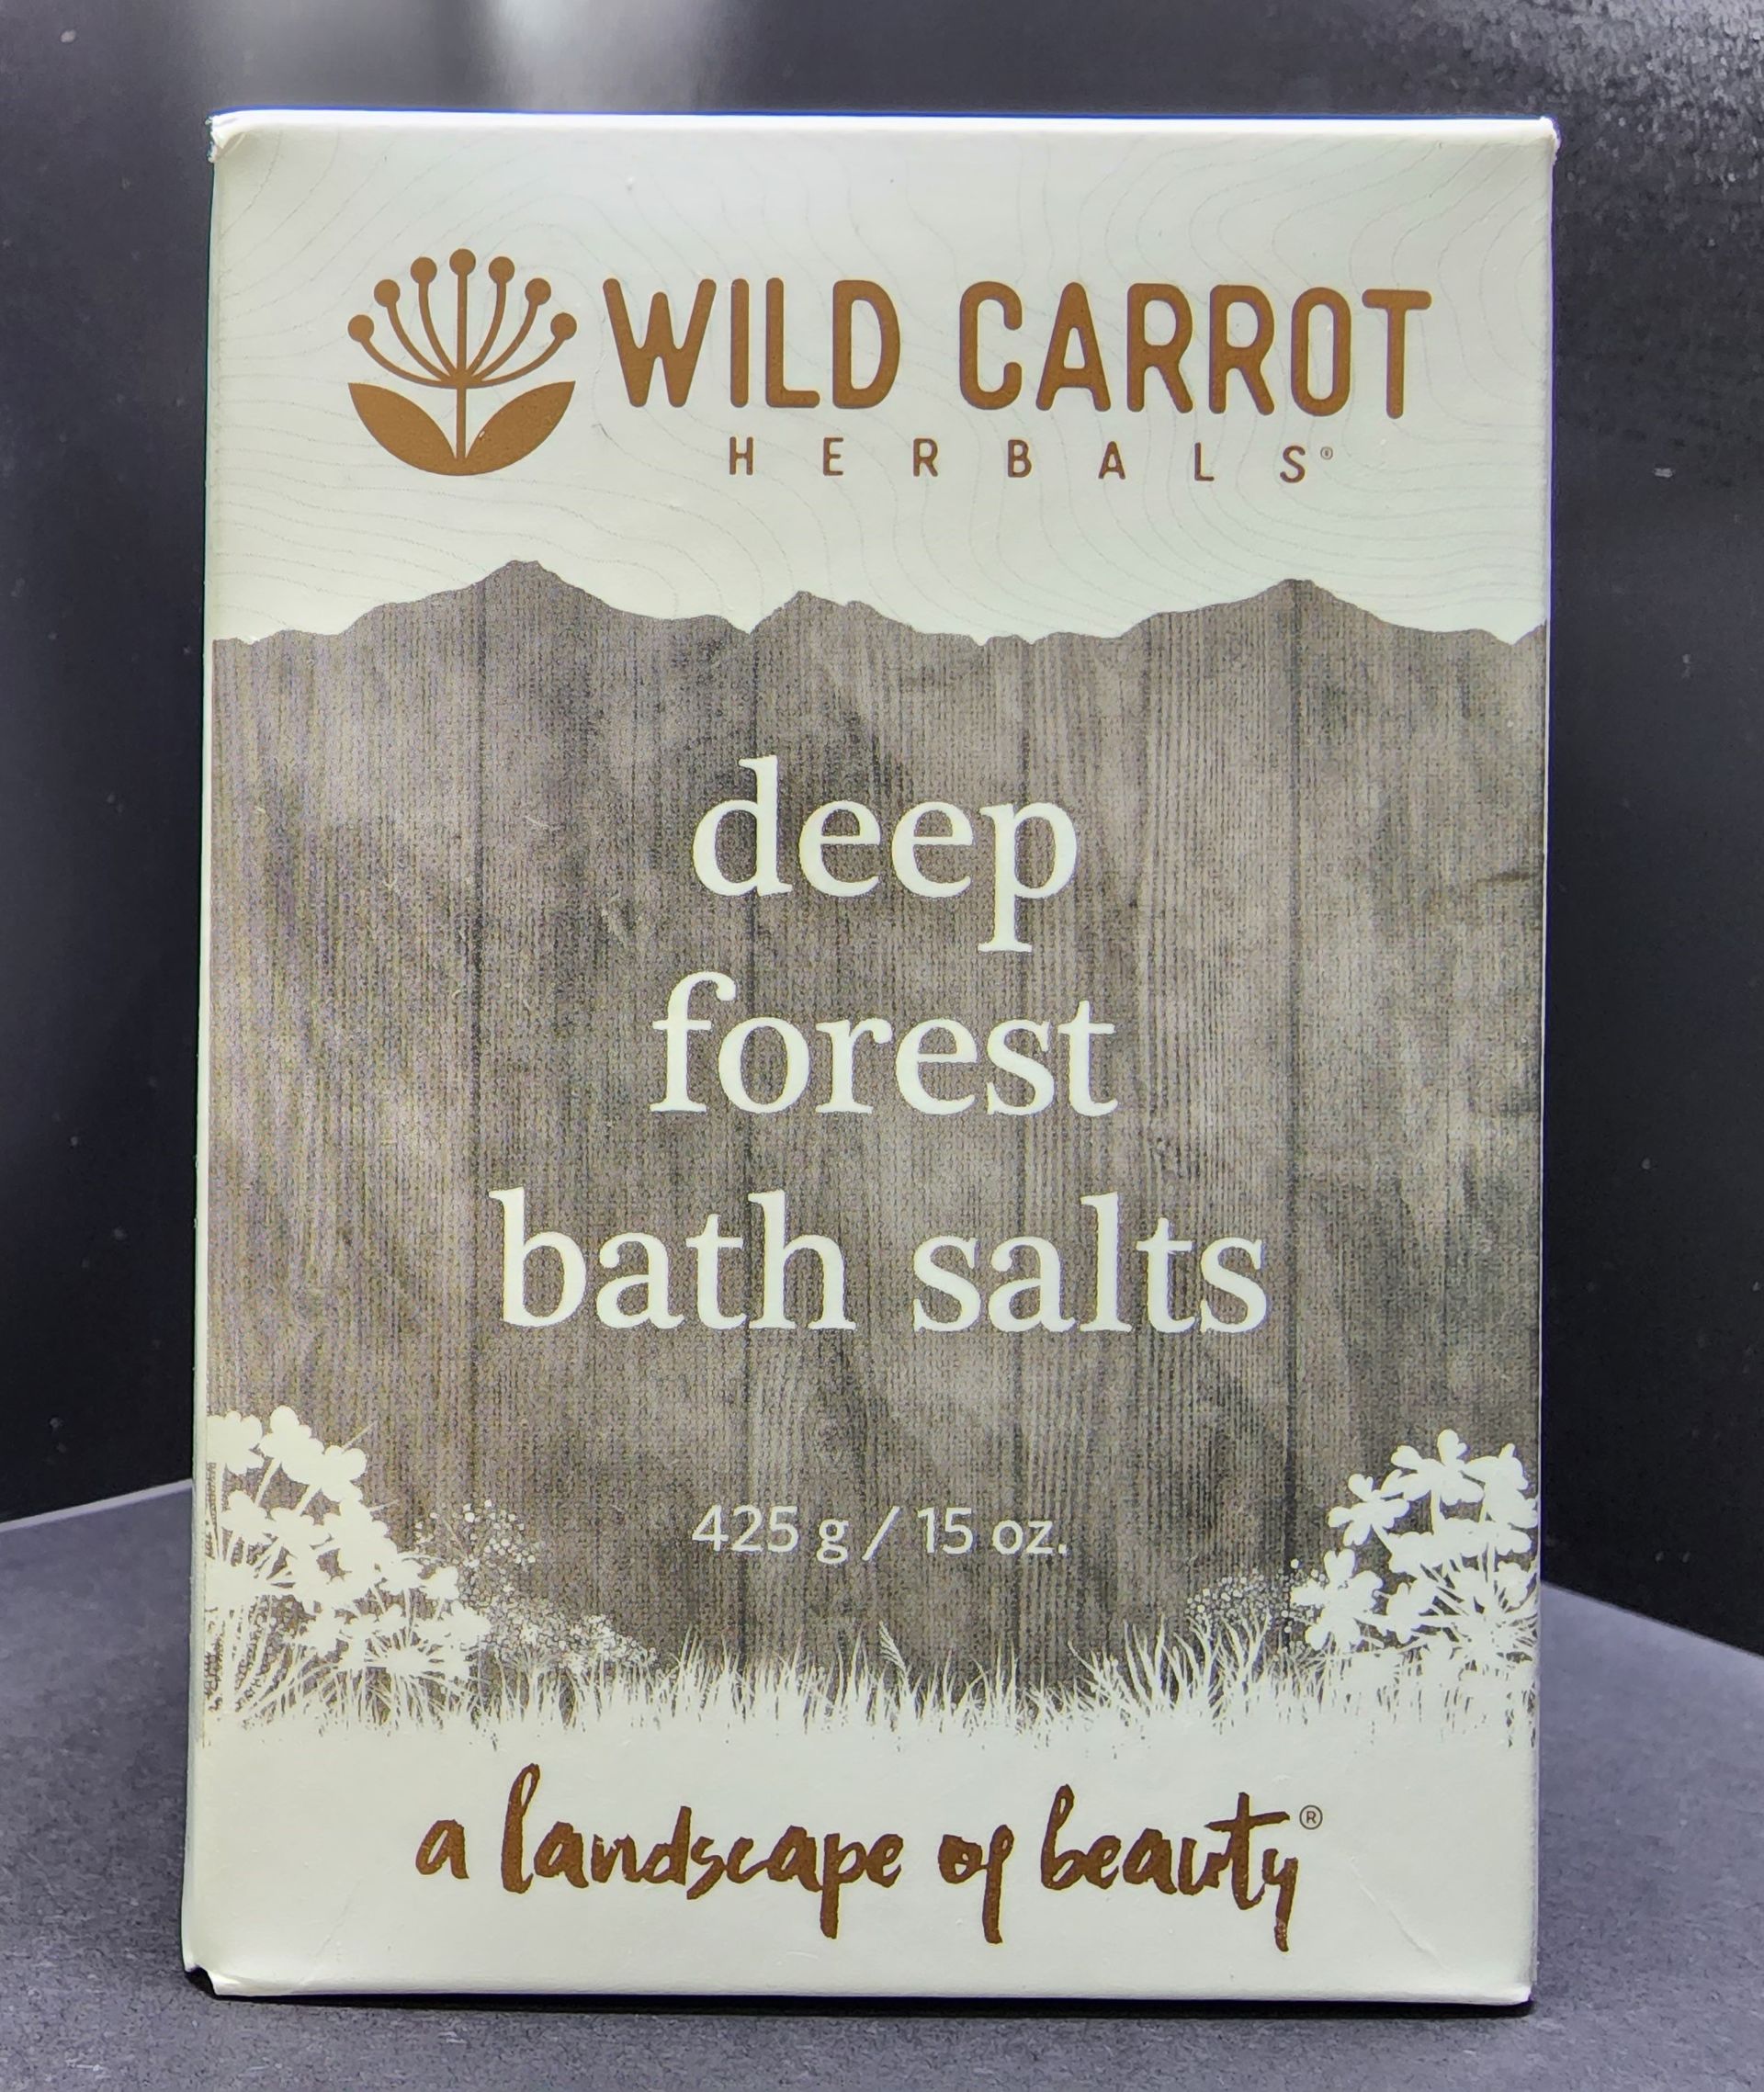 WILD CARROT
HERBALS®
deep
forest
bath salts
425 g / 15 oz.
a landscape of beauty®